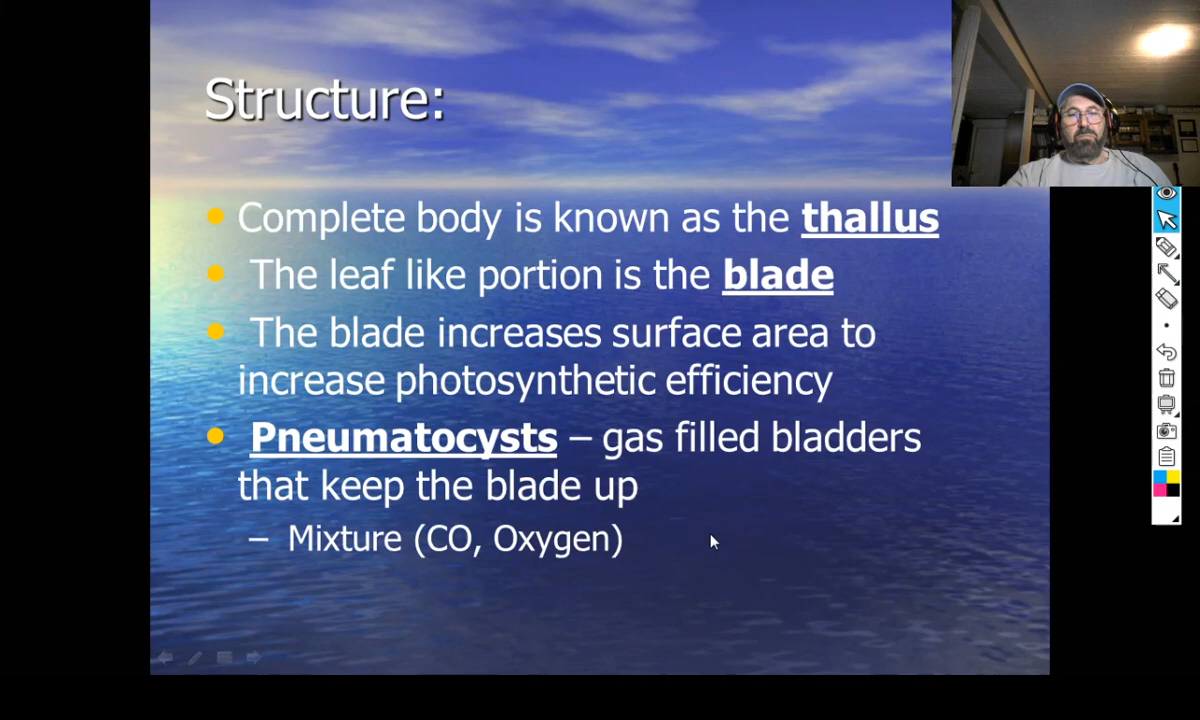 Structure:
Complete body is known as the thallus
The leaf like portion is the blade
The blade increases surface area to
increase photosynthetic efficiency
Pneumatocysts – gas filled bladders
that keep the blade up
– Mixture (CO, Oxygen)